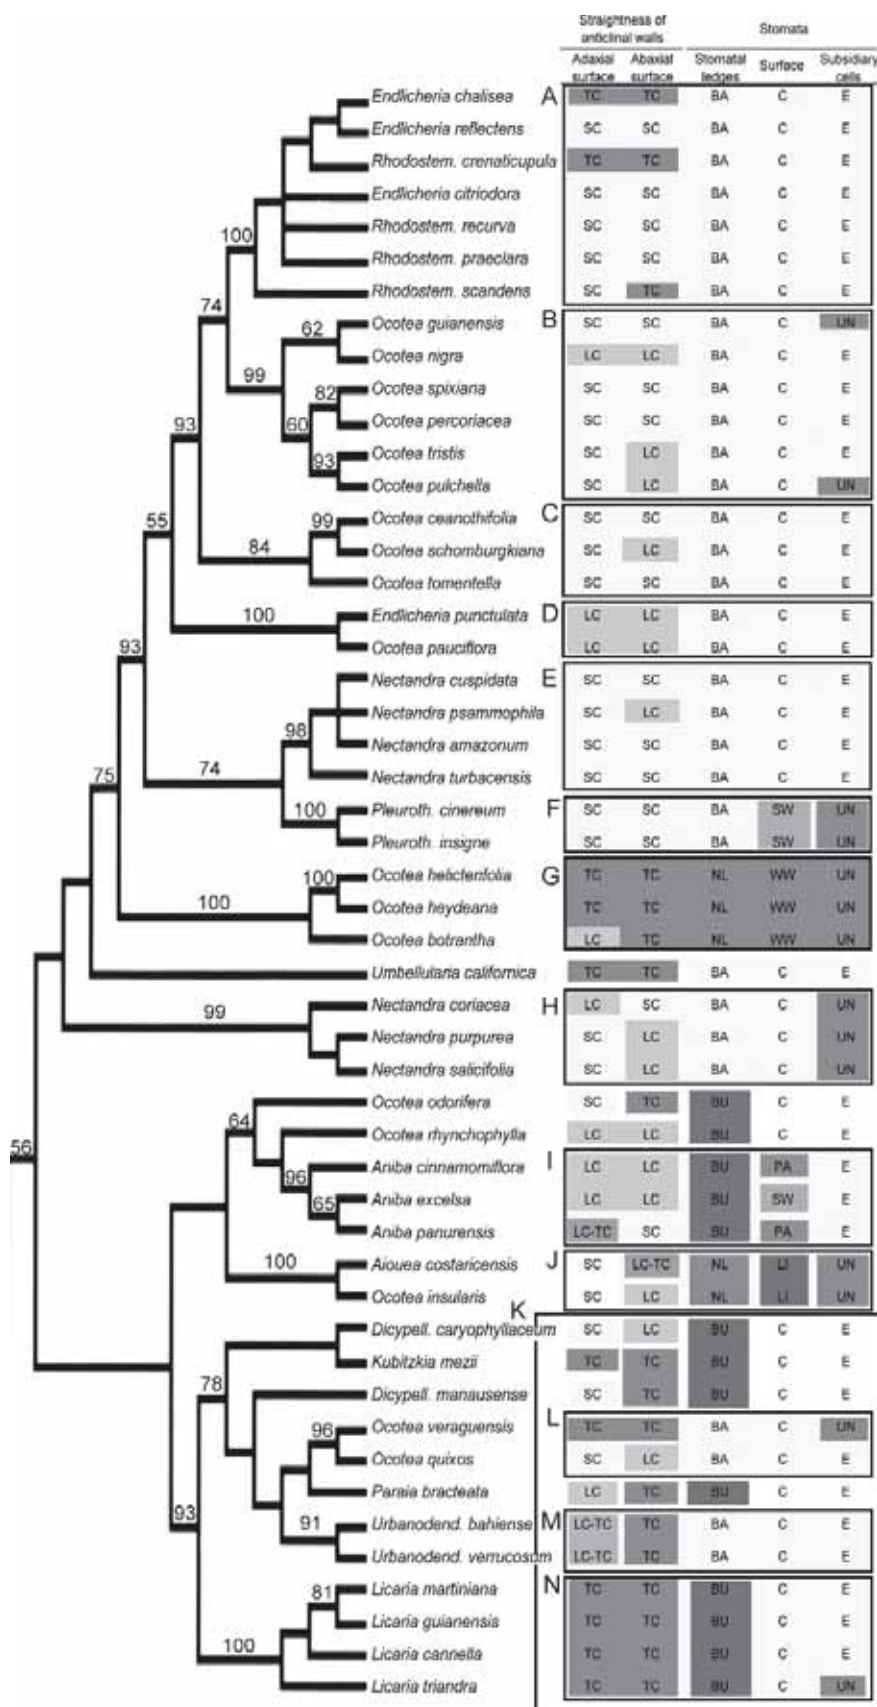 Straightness of anticlinal walls Stomata
Adaxial surface Abaxial surface Stomatal ledges Surface Subsidiary cells
Endlicheria chalisea A TC TC BA C E
Endlicheria reflectens SC SC BA C E
Rhodostem. crenaticupula TC TC BA C E
Endlicheria citriodora SC SC BA C E
Rhodostem. recurva SC SC BA C E
100 Rhodostem. praeclara SC SC BA C E
Rhodostem. scandens SC TC BA C E
74 62 Ocotea guianensis B SC SC BA C UN
Ocotea nigra LC LC BA C E
99 82 Ocotea spixiana SC SC BA C E
93 60 Ocotea percoriacea SC SC BA C E
93 Ocotea tristis SC LC BA C E
Ocotea pulchella SC LC BA C UN
55 99 Ocotea ceanothifolia C SC SC BA C E
84 Ocotea schomburgkiana SC LC BA C E
Ocotea tomentella SC SC BA C E
100 Endlicheria punctulata D LC LC BA C E
93 Ocotea pauciflora LC LC BA C E
Nectandra cuspidata E SC SC BA C E
Nectandra psammophila SC LC BA C E
98 Nectandra amazonum SC SC BA C E
75 74 Nectandra turbacensis SC SC BA C E
100 Pleuroth. cinereum F SC SC BA SW UN
Pleuroth. insigne SC SC BA SW UN
100 Ocotea helicterifolia G TC TC NL WW UN
100 Ocotea heydeana TC TC NL WW UN
Ocotea botrantha LC TC NL WW UN
Umbellularia californica TC TC BA C E
99 Nectandra coriacea H LC SC BA C UN
Nectandra purpurea SC LC BA C UN
Nectandra salicifolia SC LC BA C UN
64 Ocotea odorifera SC TC BU C E
56 Ocotea rhynchophylla LC LC BU C E
96 Aniba cinnamomiflora I LC LC BU PA E
65 Aniba excelsa LC LC BU SW E
Aniba panurensis LC-TC SC BU PA E
100 Aiouea costaricensis J SC LC-TC NL LI UN
Ocotea insularis SC LC NL LI UN
K
Dicypell. caryophyllaceum SC LC BU C E
78 Kubitzkia mezii TC TC BU C E
Dicypell. manausense SC TC BU C E
96 Ocotea veraguensis L TC TC BA C UN
Ocotea quixos SC LC BA C E
Paraia bracteata LC TC BU C E
93 91 Urbanodend. bahiense M LC-TC TC BA C E
Urbanodend. verrucosum LC-TC TC BA C E
81 Licaria martiniana N TC TC BU C E
Licaria guianensis TC TC BU C E
100 Licaria cannella TC TC BU C E
Licaria triandra TC TC BU C UN